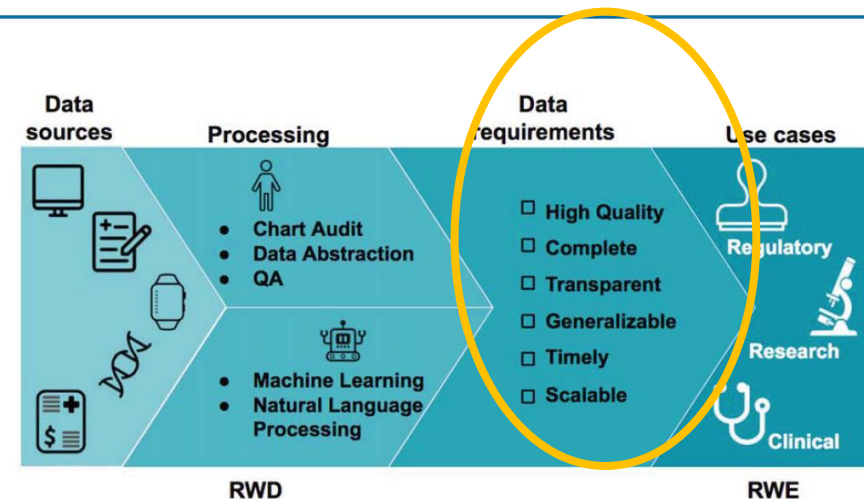 Data
sources
Processing
Data
requirements
Use cases
• Chart Audit
• Data Abstraction
• QA
• Machine Learning
• Natural Language
Processing
□ High Quality
□ Complete
□ Transparent
□ Generalizable
□ Timely
□ Scalable
Regulatory
Research
Clinical
$
RWD
RWE